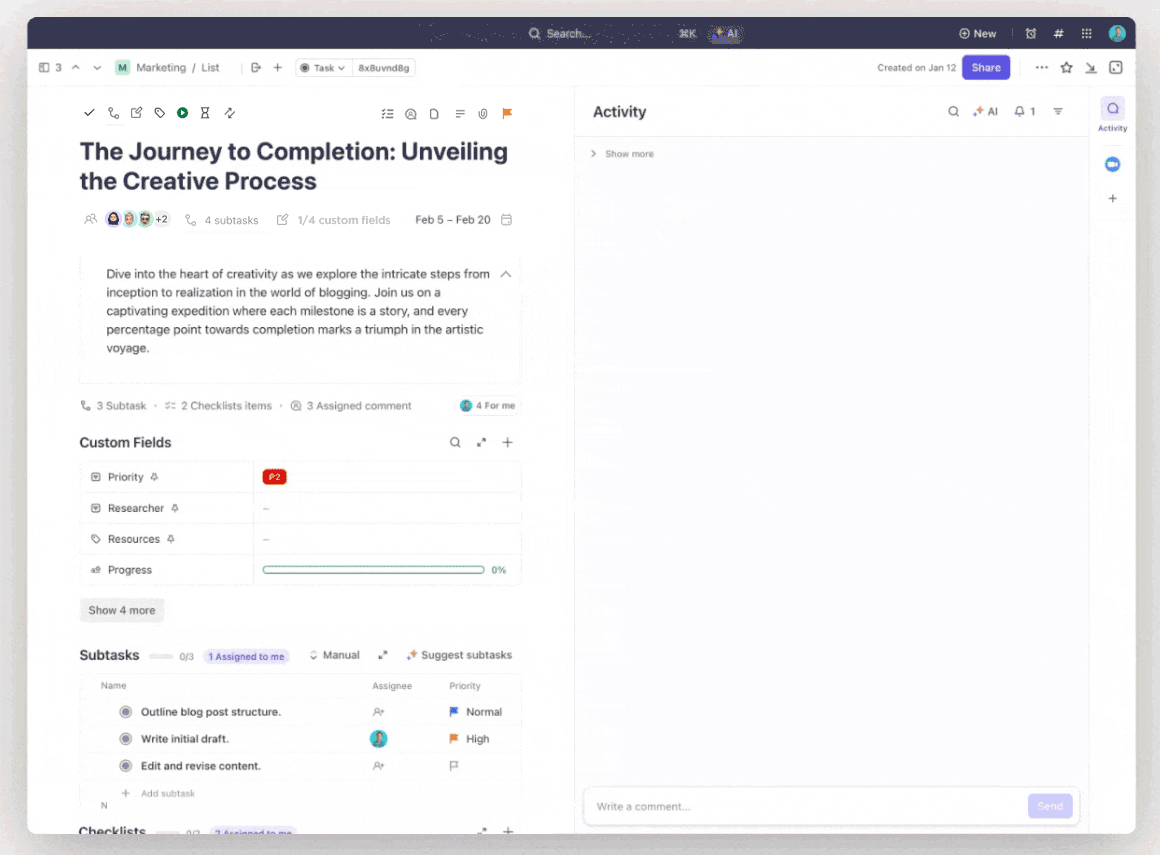 Search... ⌘K AI New
3 M Marketing / List Task 8x8uvnd8g Created on Jan 12 Share
The Journey to Completion: Unveiling
the Creative Process
+2 4 subtasks 1/4 custom fields Feb 5 – Feb 20
Dive into the heart of creativity as we explore the intricate steps from
inception to realization in the world of blogging. Join us on a
captivating expedition where each milestone is a story, and every
percentage point towards completion marks a triumph in the artistic
voyage.
3 Subtask · 2 Checklists items · 3 Assigned comment 4 For me
Custom Fields
Priority P2
Researcher –
Resources –
Progress 0%
Show 4 more
Subtasks 0/3 1 Assigned to me Manual Suggest subtasks
Name Assignee Priority
Outline blog post structure. Normal
Write initial draft. High
Edit and revise content.
Add subtask
N
Checklists 0/2 2 Assigned to me
Activity AI 1
Show more
Write a comment... Send
Activity